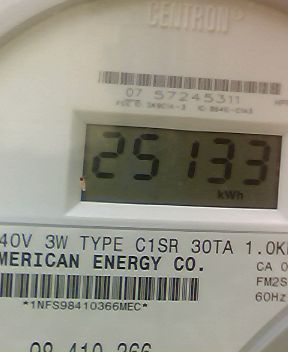 CENTRON
07 57245311
25133
kWh
40V 3W TYPE C1SR 30TA 1.0K
MERICAN ENERGY CO.
CA 0
FM2S
60Hz
*1NFS98410366MEC*
98 410 366